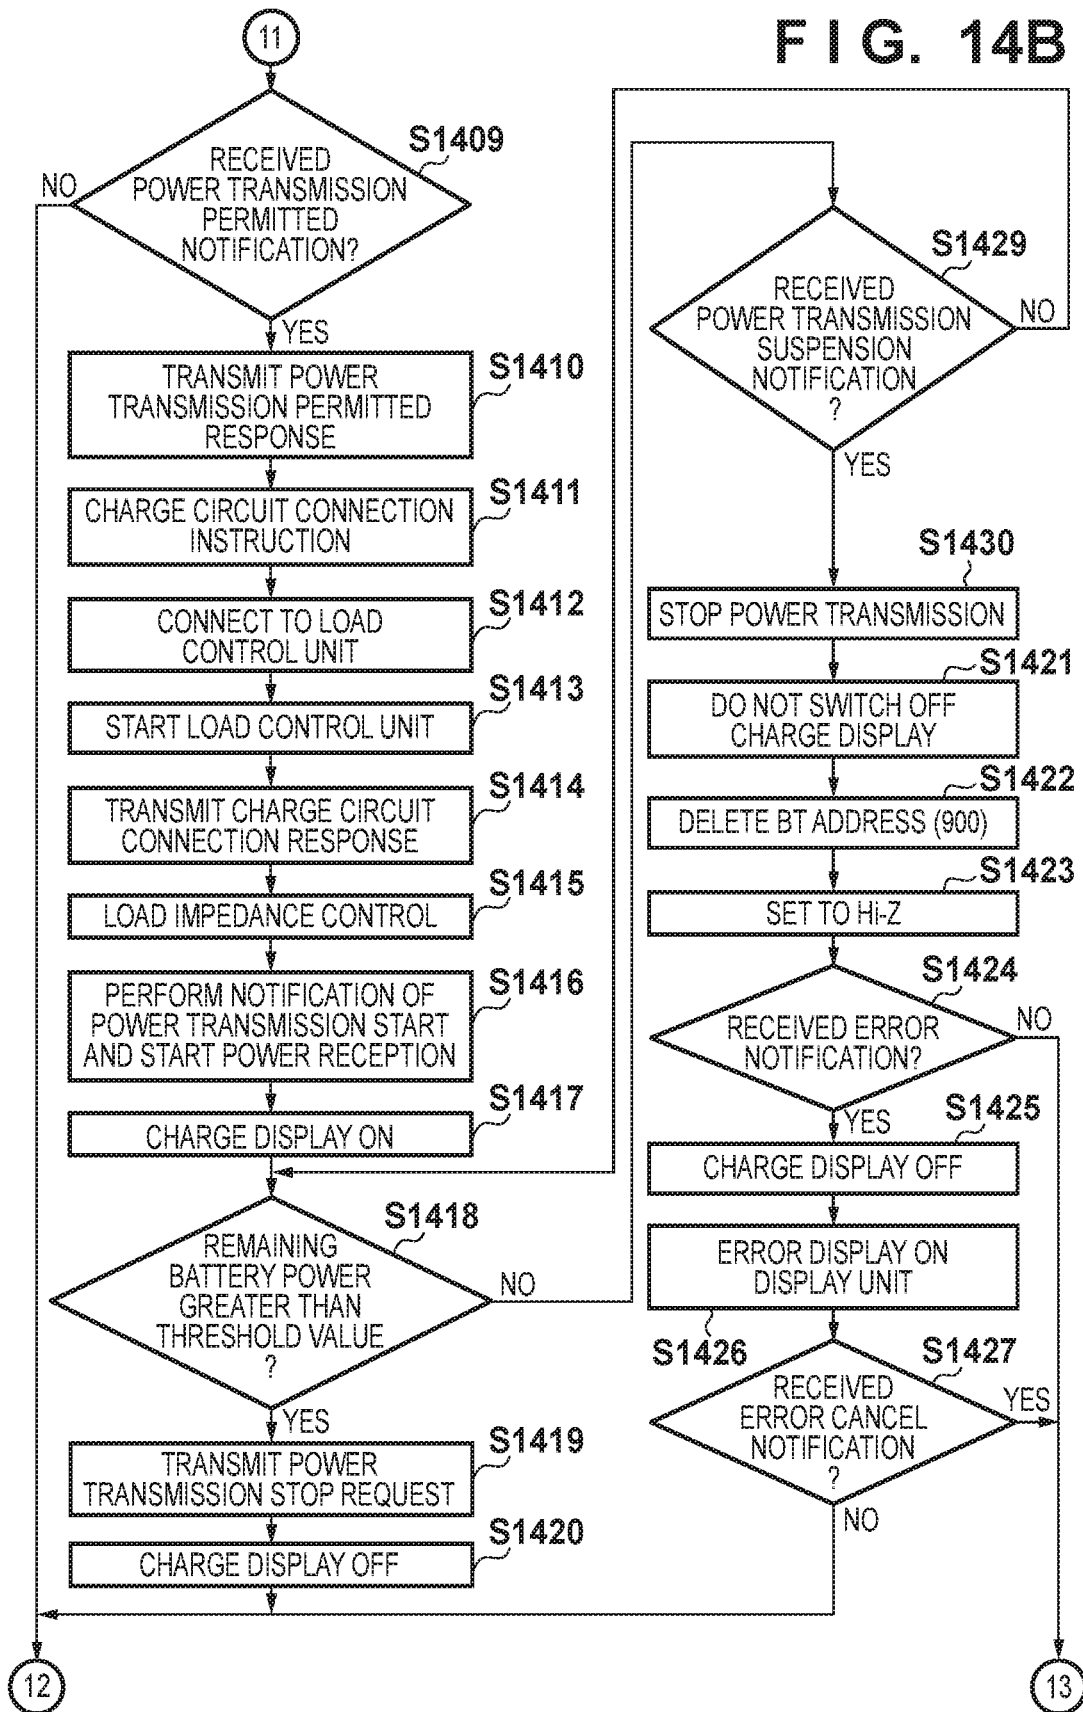 FIG. 14B
11
S1409
RECEIVED
POWER TRANSMISSION
PERMITTED
NOTIFICATION?
NO
YES
S1410
TRANSMIT POWER
TRANSMISSION PERMITTED
RESPONSE
S1411
CHARGE CIRCUIT CONNECTION
INSTRUCTION
S1412
CONNECT TO LOAD
CONTROL UNIT
S1413
START LOAD CONTROL UNIT
S1414
TRANSMIT CHARGE CIRCUIT
CONNECTION RESPONSE
S1415
LOAD IMPEDANCE CONTROL
S1416
PERFORM NOTIFICATION OF
POWER TRANSMISSION START
AND START POWER RECEPTION
S1417
CHARGE DISPLAY ON
S1418
REMAINING
BATTERY POWER
GREATER THAN
THRESHOLD VALUE
?
NO
YES
S1419
TRANSMIT POWER
TRANSMISSION STOP REQUEST
S1420
CHARGE DISPLAY OFF
12
S1429
RECEIVED
POWER TRANSMISSION
SUSPENSION
NOTIFICATION
?
NO
YES
S1430
STOP POWER TRANSMISSION
S1421
DO NOT SWITCH OFF
CHARGE DISPLAY
S1422
DELETE BT ADDRESS (900)
S1423
SET TO Hi-Z
S1424
RECEIVED ERROR
NOTIFICATION?
NO
YES
S1425
CHARGE DISPLAY OFF
ERROR DISPLAY ON
DISPLAY UNIT
S1426
S1427
RECEIVED
ERROR CANCEL
NOTIFICATION
?
YES
NO
13